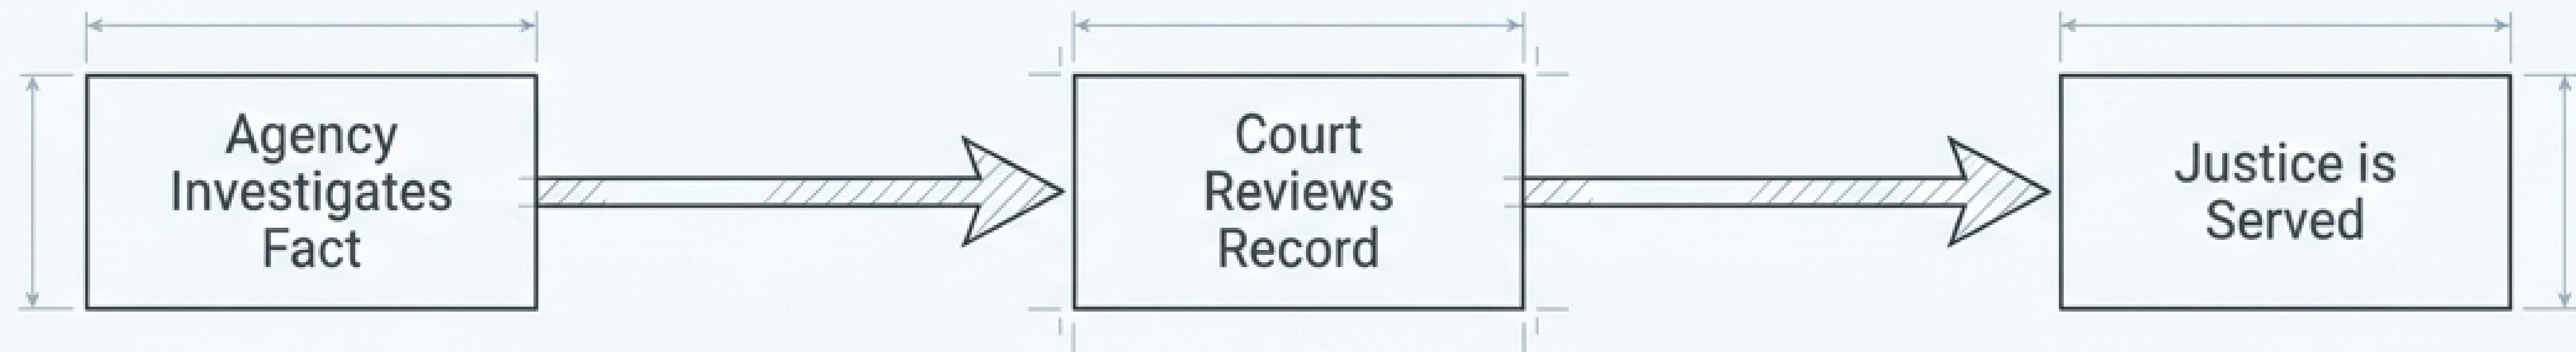 Agency
Investigates
Fact
Court
Reviews
Record
Justice is
Served